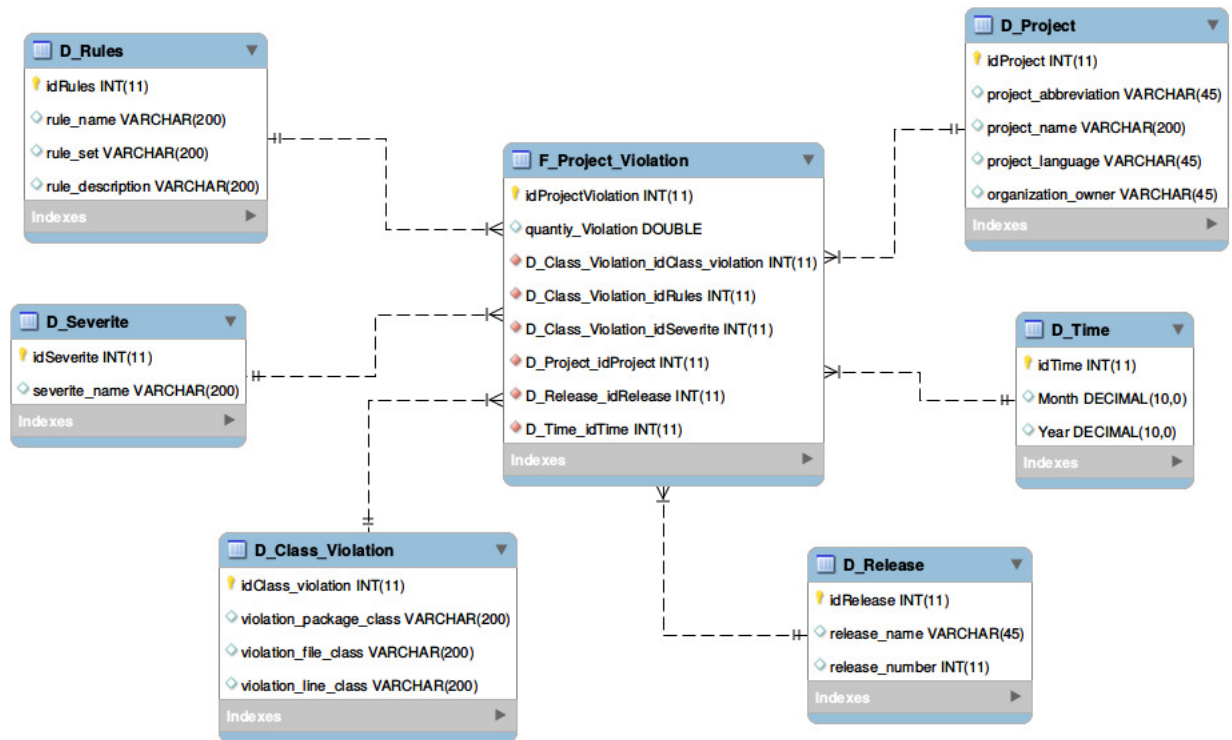 D_Rules
idRules INT(11)
rule_name VARCHAR(200)
rule_set VARCHAR(200)
rule_description VARCHAR(200)
Indexes
D_Project
idProject INT(11)
project_abbreviation VARCHAR(45)
project_name VARCHAR(200)
project_language VARCHAR(45)
organization_owner VARCHAR(45)
Indexes
F_Project_Violation
idProjectViolation INT(11)
quantiy_Violation DOUBLE
D_Class_Violation_idClass_violation INT(11)
D_Class_Violation_idRules INT(11)
D_Class_Violation_idSeverite INT(11)
D_Project_idProject INT(11)
D_Release_idRelease INT(11)
D_Time_idTime INT(11)
Indexes
D_Severite
idSeverite INT(11)
severite_name VARCHAR(200)
Indexes
D_Time
idTime INT(11)
Month DECIMAL(10,0)
Year DECIMAL(10,0)
Indexes
D_Class_Violation
idClass_violation INT(11)
violation_package_class VARCHAR(200)
violation_file_class VARCHAR(200)
violation_line_class VARCHAR(200)
Indexes
D_Release
idRelease INT(11)
release_name VARCHAR(45)
release_number INT(11)
Indexes